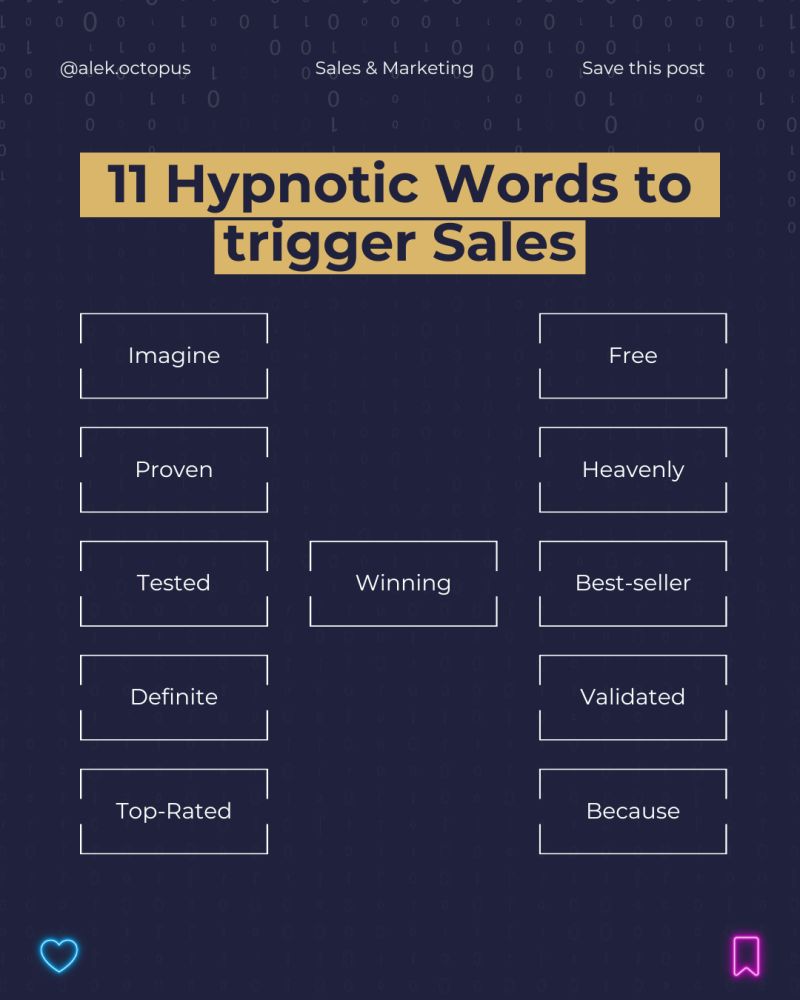 @alek.octopus
Sales & Marketing
Save this post
11 Hypnotic Words to
trigger Sales
Imagine
Free
Proven
Heavenly
Tested
Winning
Best-seller
Definite
Validated
Top-Rated
Because